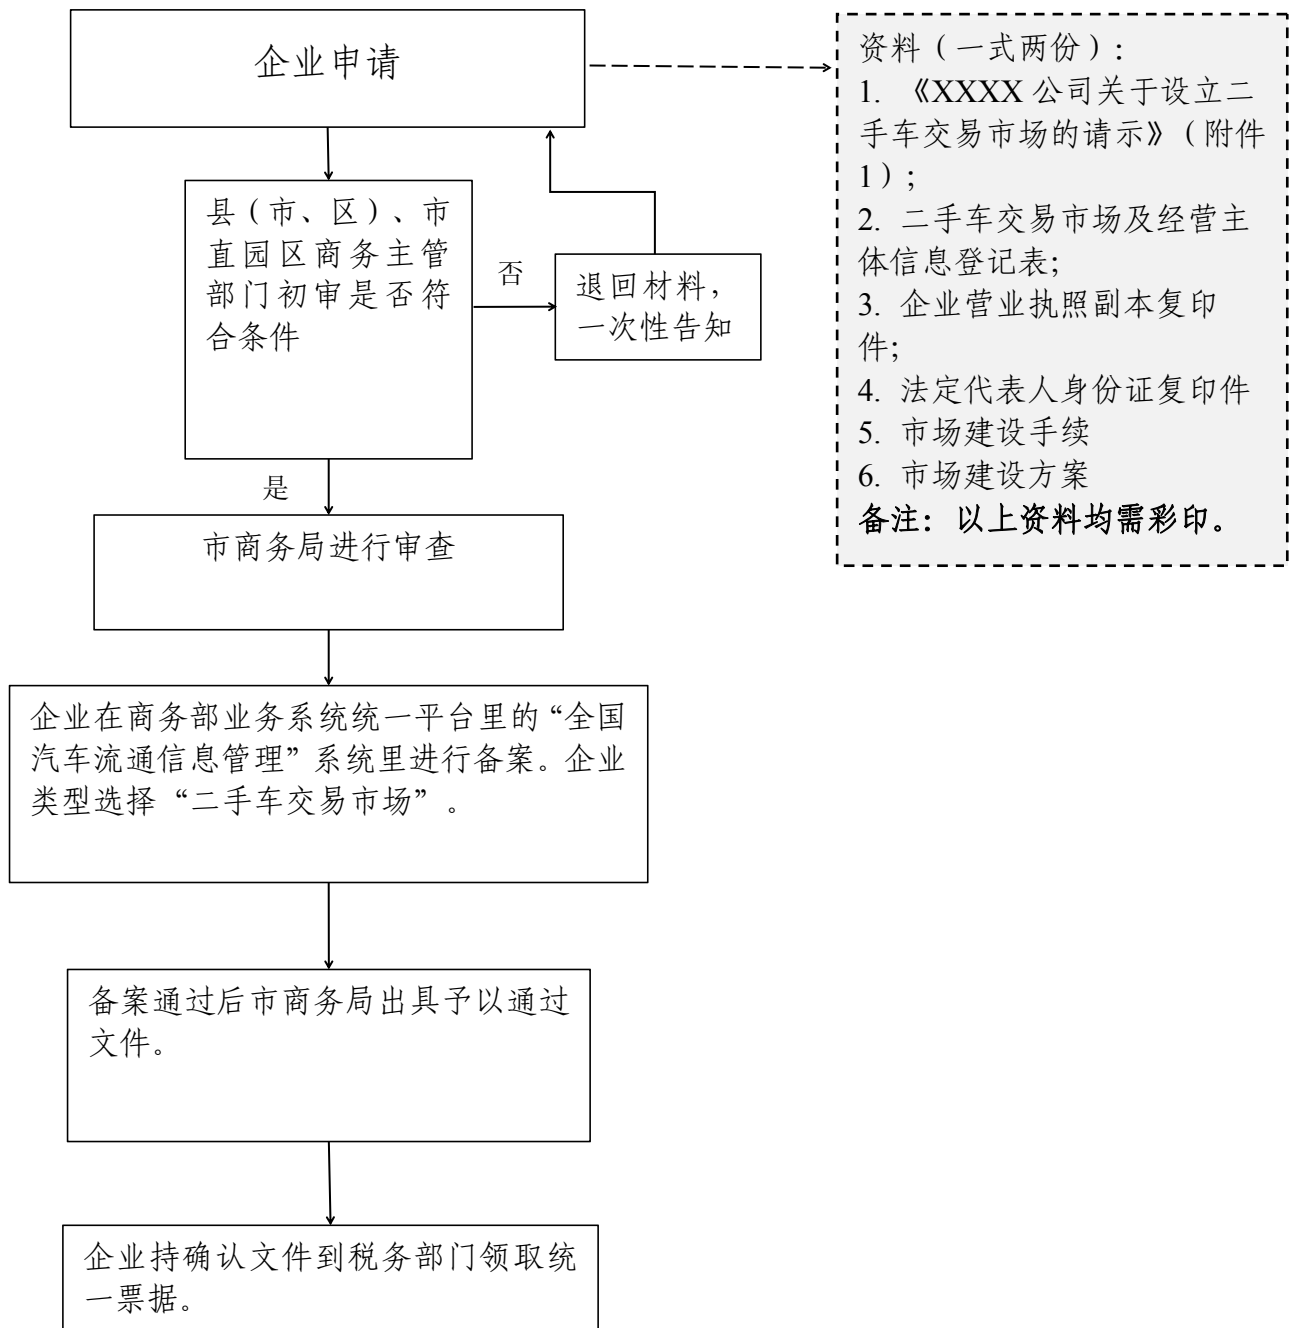 企业申请
县（市、区）、市
直园区商务主管
部门初审是否符
合条件
否
退回材料，
一次性告知
是
市商务局进行审查
企业在商务部业务系统统一平台里的“全国
汽车流通信息管理”系统里进行备案。企业
类型选择“二手车交易市场”。
备案通过后市商务局出具予以通过
文件。
企业持确认文件到税务部门领取统
一票据。
资料（一式两份）：
1. 《XXXX 公司关于设立二
手车交易市场的请示》（附件
1）；
2. 二手车交易市场及经营主
体信息登记表;
3. 企业营业执照副本复印
件;
4. 法定代表人身份证复印件
5. 市场建设手续
6. 市场建设方案
备注：以上资料均需彩印。